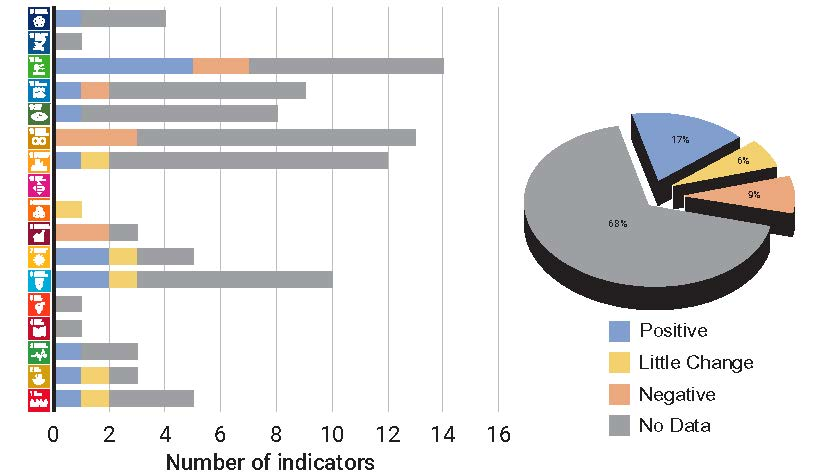 17%
6%
9%
68%
Positive
Little Change
Negative
No Data
0 2 4 6 8 10 12 14 16
Number of indicators